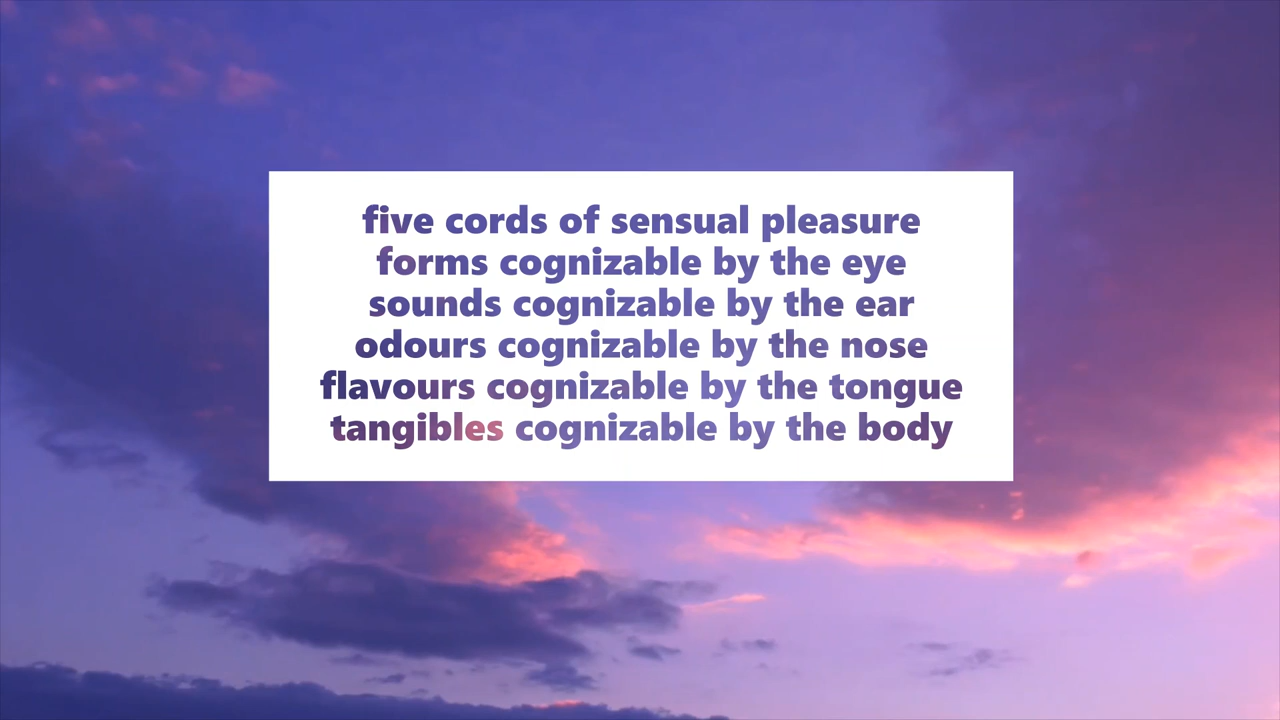 five cords of sensual pleasure
forms cognizable by the eye
sounds cognizable by the ear
odours cognizable by the nose
flavours cognizable by the tongue
tangibles cognizable by the body